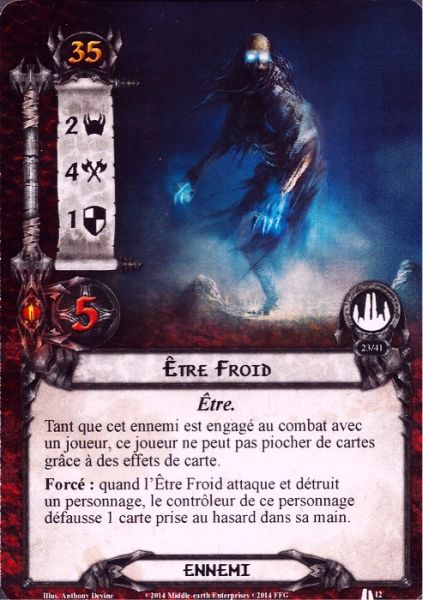 35
2
4
1
5
23/41
Être Froid
Être.
Tant que cet ennemi est engagé au combat avec
un joueur, ce joueur ne peut pas piocher de cartes
grâce à des effets de carte.
Forcé : quand l'Être Froid attaque et détruit
un personnage, le contrôleur de ce personnage
défausse 1 carte prise au hasard dans sa main.
ENNEMI
Illus. Anthony Devine ©2014 Middle-earth Enterprises ©2014 FFG 12